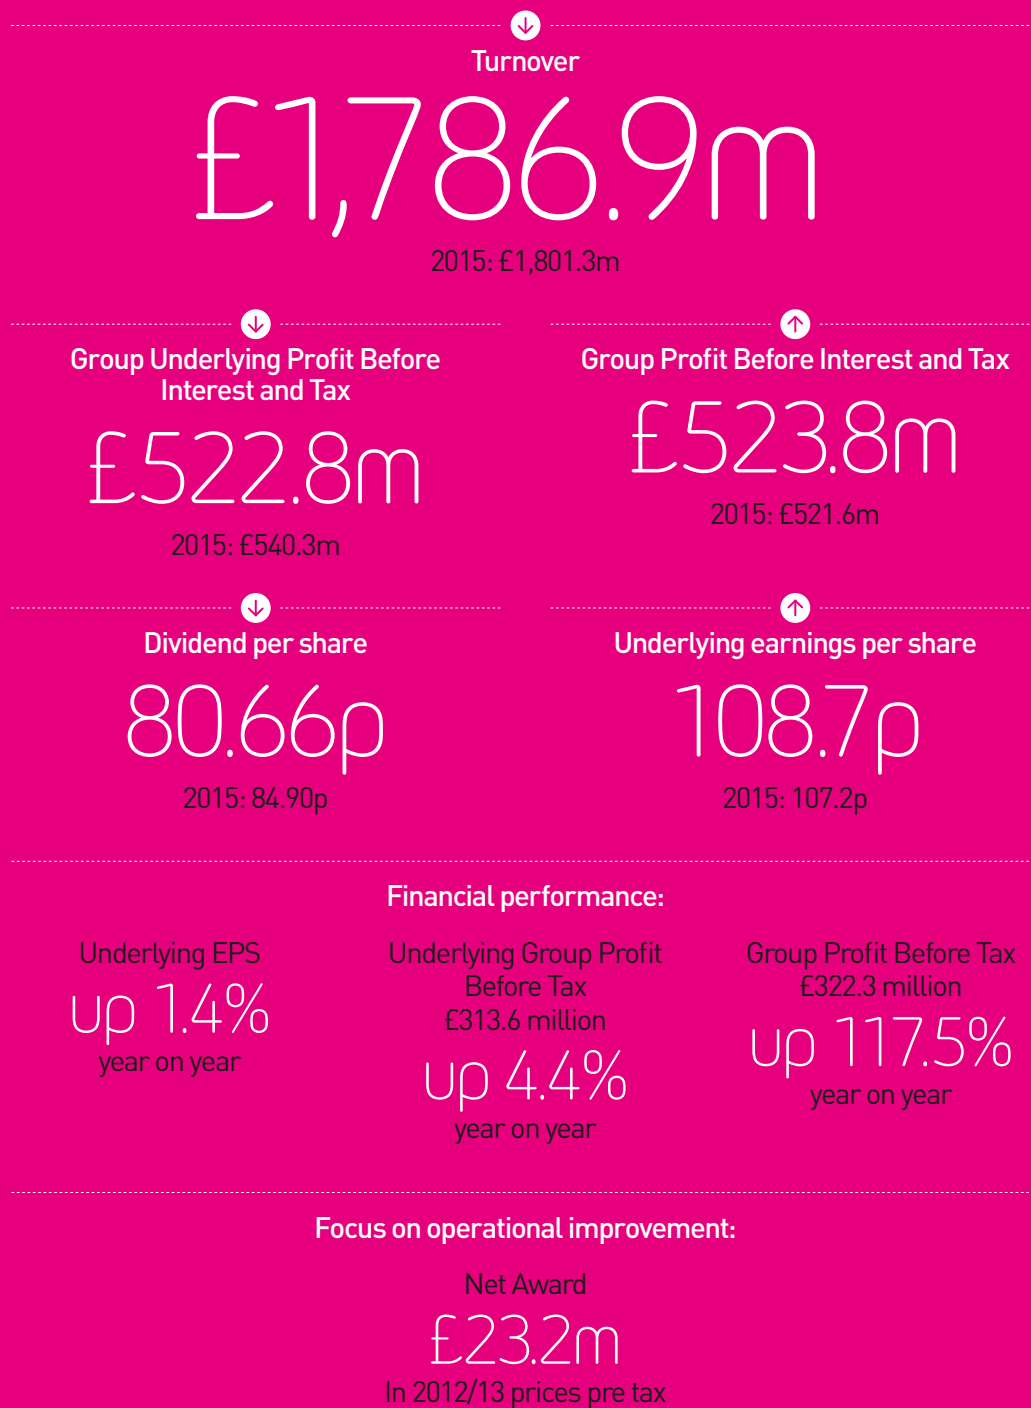 Turnover
£1,786.9m
2015: £1,801.3m
Group Underlying Profit Before
Interest and Tax
£522.8m
2015: £540.3m
Group Profit Before Interest and Tax
£523.8m
2015: £521.6m
Dividend per share
80.66p
2015: 84.90p
Underlying earnings per share
108.7p
2015: 107.2p
Financial performance:
Underlying EPS
up 1.4%
year on year
Underlying Group Profit
Before Tax
£313.6 million
up 4.4%
year on year
Group Profit Before Tax
£322.3 million
up 117.5%
year on year
Focus on operational improvement:
Net Award
£23.2m
In 2012/13 prices pre tax